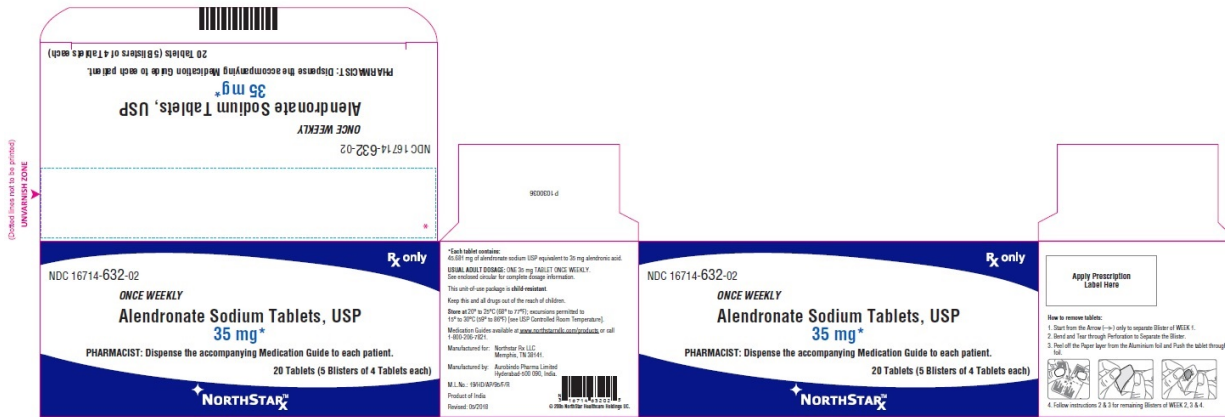 20 Tablets (5 Blisters of 4 Tablets each)
PHARMACIST: Dispense the accompanying Medication Guide to each patient.
35 mg*
Alendronate Sodium Tablets, USP
ONCE WEEKLY
NDC 16714-632-02
(Dotted lines not to be printed)
UNVARNISH ZONE
*
P1030096
Rx only
NDC 16714-632-02
ONCE WEEKLY
Alendronate Sodium Tablets, USP
35 mg*
PHARMACIST: Dispense the accompanying Medication Guide to each patient.
20 Tablets (5 Blisters of 4 Tablets each)
NORTHSTAR Rx™
*Each tablet contains:
45.681 mg of alendronate sodium USP equivalent to 35 mg alendronic acid.
USUAL ADULT DOSAGE: ONE 35 mg TABLET ONCE WEEKLY.
See enclosed circular for complete dosage information.
This unit-of-use package is child-resistant.
Keep this and all drugs out of the reach of children.
Store at 20° to 25°C (68° to 77°F); excursions permitted to
15° to 30°C (59° to 86°F) [see USP Controlled Room Temperature].
Medication Guides available at www.northstarrxllc.com/products or call
1-800-206-7821.
Manufactured for: Northstar Rx LLC
Memphis, TN 38141.
Manufactured by: Aurobindo Pharma Limited
Hyderabad-500 090, India.
Product of India
© 2016 NorthStar Healthcare Holdings UC.
Rx only
NDC 16714-632-02
ONCE WEEKLY
Alendronate Sodium Tablets, USP
35 mg*
PHARMACIST: Dispense the accompanying Medication Guide to each patient.
20 Tablets (5 Blisters of 4 Tablets each)
NORTHSTAR Rx™
Apply Prescription
Label Here
How to remove tablets:
1. Start from the Arrow (→) only to separate Blister of WEEK 1.
2. Bend and Tear through Perforation to Separate the Blister.
3. Peel off the Paper layer from the Aluminium foil and Push the tablet through
foil.
4. Follow instructions 2 & 3 for remaining Blisters of WEEK 2, 3 & 4.